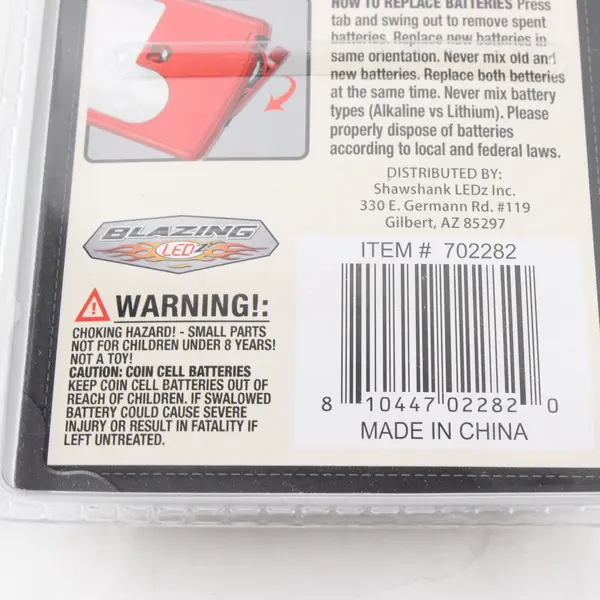 HOW TO REPLACE BATTERIES Press
tab and swing out to remove spent
batteries. Replace new batteries in
same orientation. Never mix old and
new batteries. Replace both batteries
at the same time. Never mix battery
types (Alkaline vs Lithium). Please
properly dispose of batteries
according to local and federal laws.
DISTRIBUTED BY:
Shawshank LEDz Inc.
330 E. Germann Rd. #119
Gilbert, AZ 85297
BLAZING
LEDz
ITEM # 702282
8 10447 02282 0
MADE IN CHINA
WARNING!:
CHOKING HAZARD! - SMALL PARTS
NOT FOR CHILDREN UNDER 8 YEARS!
NOT A TOY!
CAUTION: COIN CELL BATTERIES
KEEP COIN CELL BATTERIES OUT OF
REACH OF CHILDREN. IF SWALOWED
BATTERY COULD CAUSE SEVERE
INJURY OR RESULT IN FATALITY IF
LEFT UNTREATED.